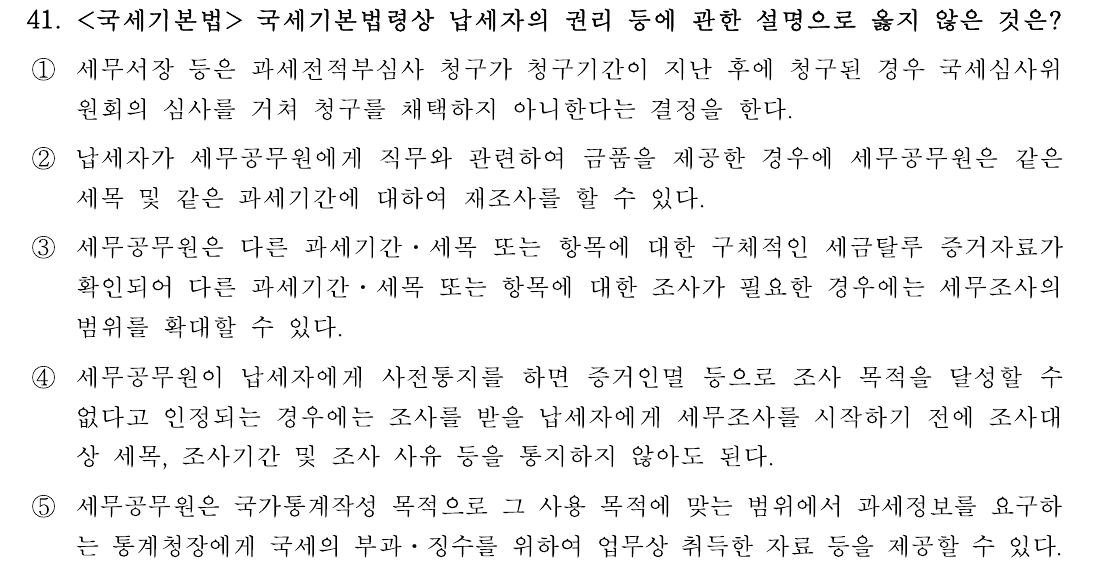 41. <국세기본법> 국세기본법령상 납세자의 권리 등에 관한 설명으로 옳지 않은 것은?
① 세무서장 등은 과세전적부심사 청구가 청구기간이 지난 후에 청구된 경우 국세심사위
원회의 심사를 거쳐 청구를 채택하지 아니한다는 결정을 한다.
② 납세자가 세무공무원에게 직무와 관련하여 금품을 제공한 경우에 세무공무원은 같은
세목 및 같은 과세기간에 대하여 재조사를 할 수 있다.
③ 세무공무원은 다른 과세기간·세목 또는 항목에 대한 구체적인 세금탈루 증거자료가
확인되어 다른 과세기간·세목 또는 항목에 대한 조사가 필요한 경우에는 세무조사의
범위를 확대할 수 있다.
④ 세무공무원이 납세자에게 사전통지를 하면 증거인멸 등으로 조사 목적을 달성할 수
없다고 인정되는 경우에는 조사를 받을 납세자에게 세무조사를 시작하기 전에 조사대
상 세목, 조사기간 및 조사 사유 등을 통지하지 않아도 된다.
⑤ 세무공무원은 국가통계작성 목적으로 그 사용 목적에 맞는 범위에서 과세정보를 요구하
는 통계청장에게 국세의 부과·징수를 위하여 업무상 취득한 자료 등을 제공할 수 있다.